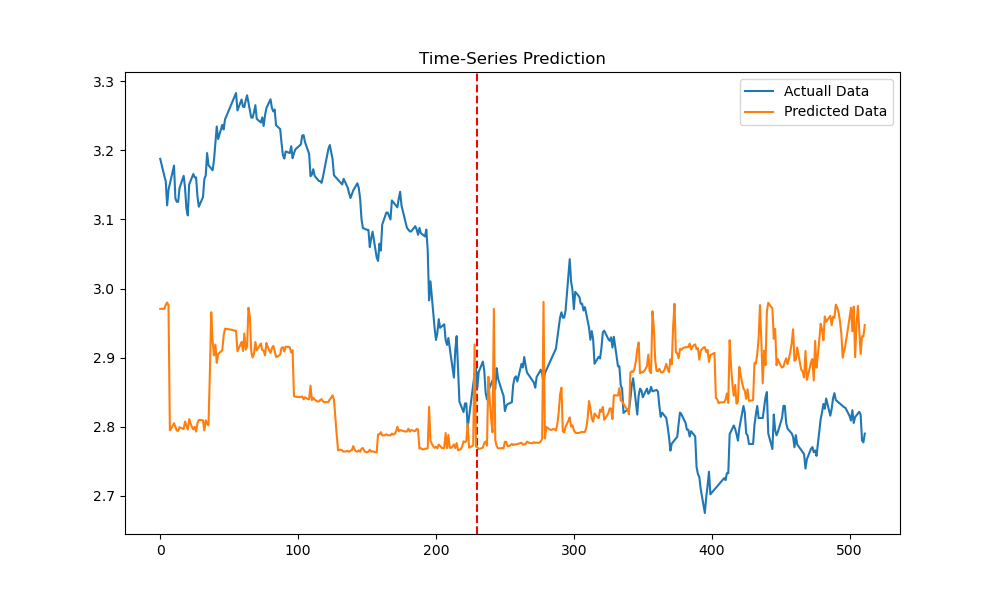 Time-Series Prediction
Actuall Data
Predicted Data
3.3
3.2
3.1
3.0
2.9
2.8
2.7
0 100 200 300 400 500